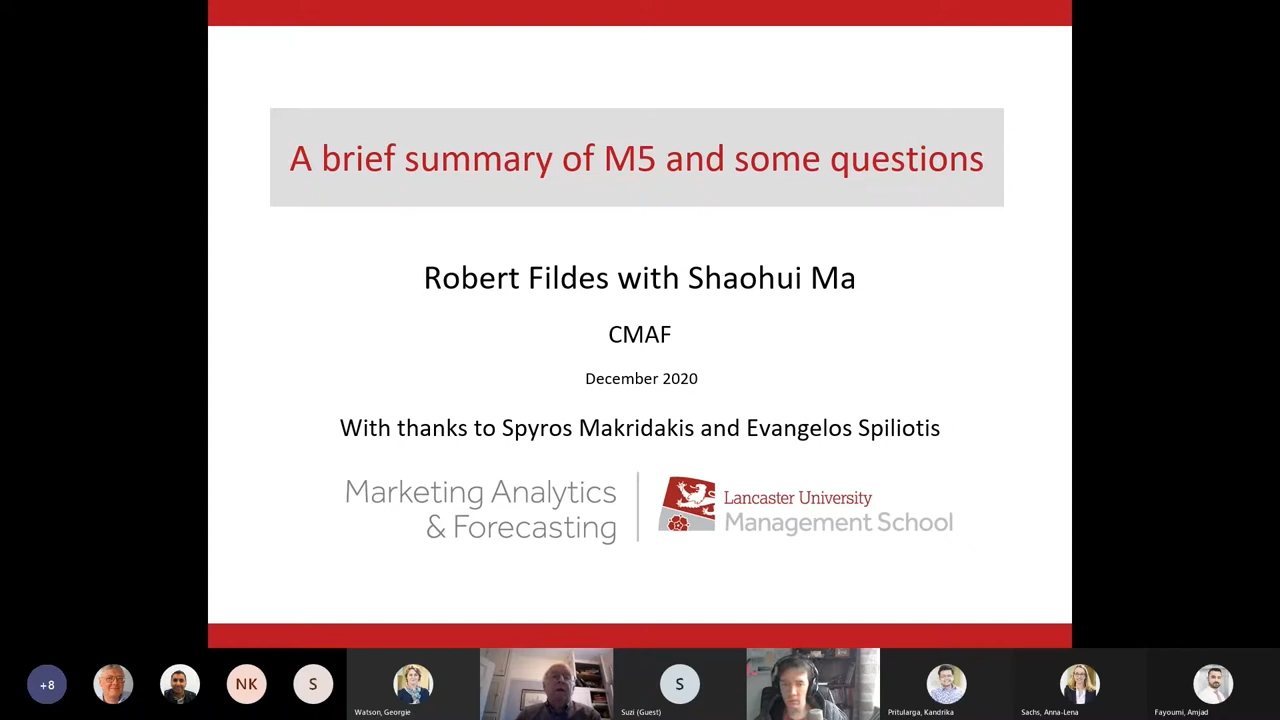 A brief summary of M5 and some questions
Robert Fildes with Shaohui Ma
CMAF
December 2020
With thanks to Spyros Makridakis and Evangelos Spiliotis
Marketing Analytics
& Forecasting
Lancaster University
Management School
+8
NK
S
Watson, Georgie
S
Suzi (Guest)
Pritularga, Kandrika
Sachs, Anna-Lena
Fayoumi, Amjad